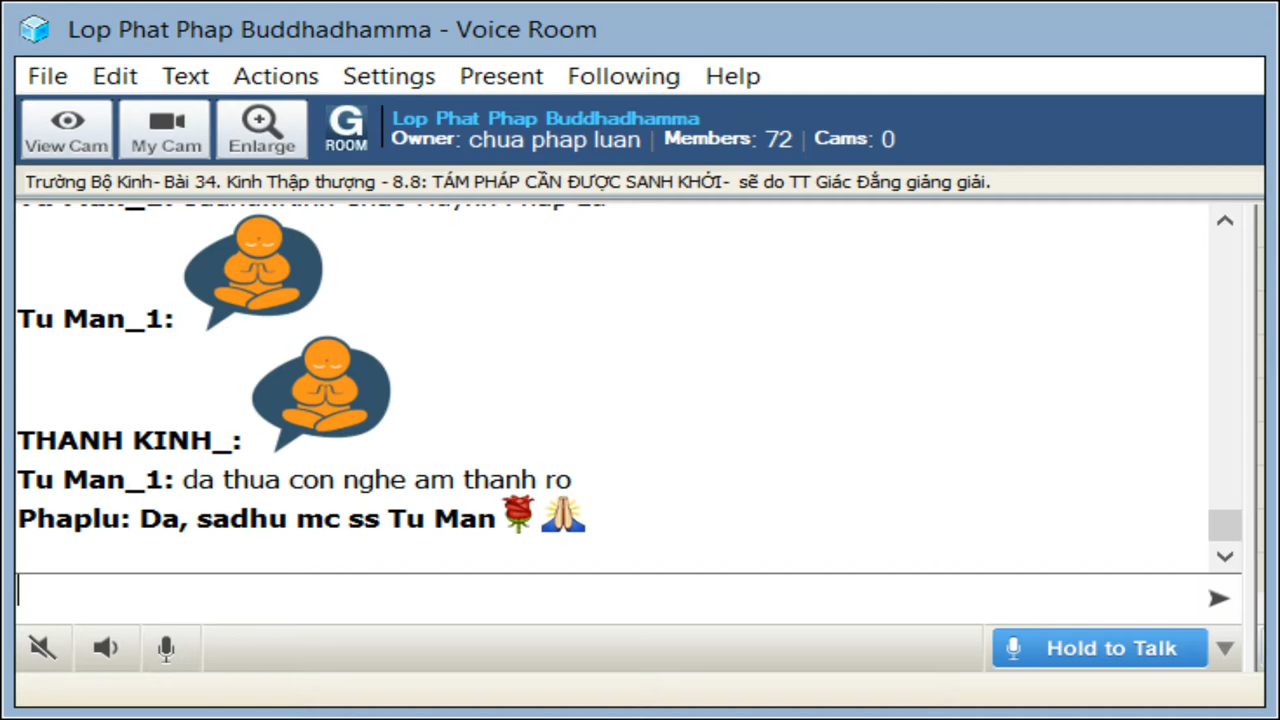 Lop Phat Phap Buddhadhamma - Voice Room
File Edit Text Actions Settings Present Following Help
View Cam My Cam Enlarge G ROOM
Lop Phat Phap Buddhadhamma
Owner: chua phap luan | Members: 72 | Cams: 0
Trường Bộ Kinh- Bài 34. Kinh Thập thượng - 8.8: TÁM PHÁP CẦN ĐƯỢC SANH KHỞI- sẽ do TT Giác Đẳng giảng giải.
Tu Man_1:
THANH KINH_:
Tu Man_1: da thua con nghe am thanh ro
Phaplu: Da, sadhu mc ss Tu Man
Hold to Talk